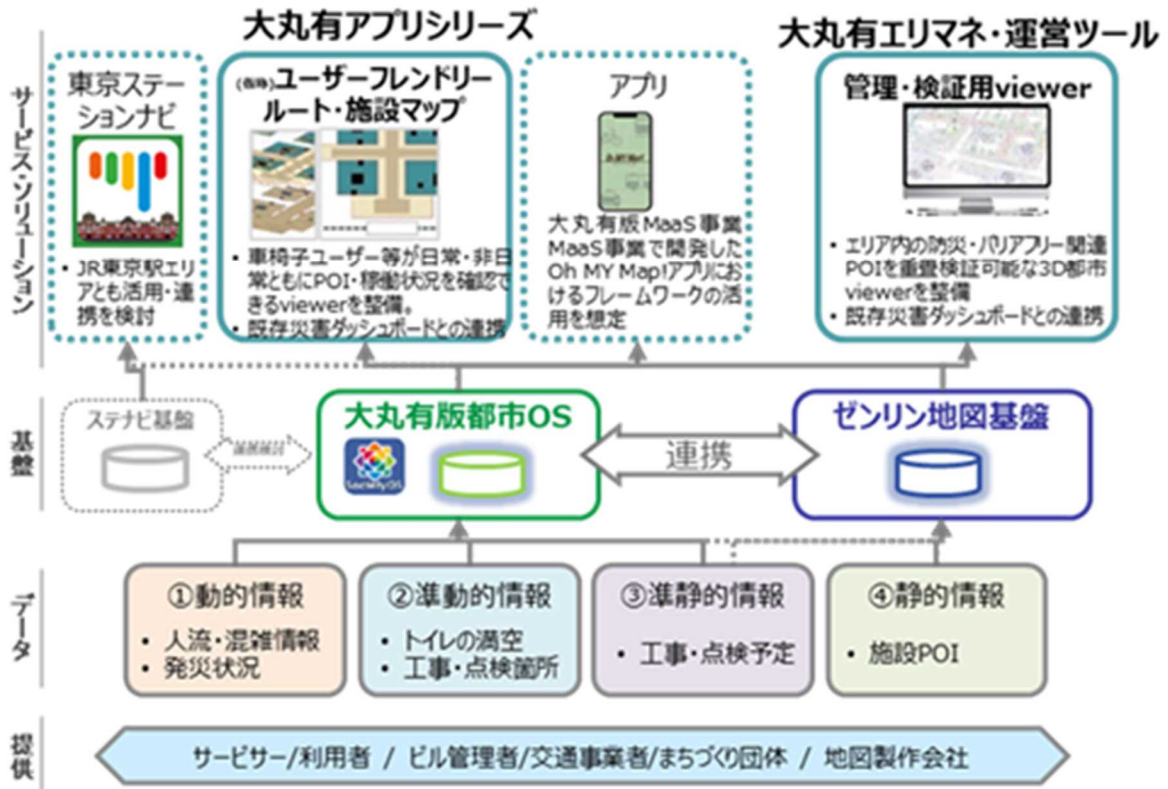 大丸有アプリシリーズ
大丸有エリマネ・運営ツール
サービス・ソリューション
東京ステー
ションナビ
・ JR東京駅エリ
アとも活用・連
携を検討
(仮称)ユーザーフレンドリー
ルート・施設マップ
・ 車椅子ユーザー等が日常・非日
常ともにPOI・稼働状況を確認で
きるviewerを整備。
・ 既存災害ダッシュボードとの連携
アプリ
大丸有版MaaS事業
MaaS事業で開発した
Oh MY Map!アプリにお
けるフレームワークの活
用を想定
管理・検証用viewer
・ エリア内の防災・バリアフリー関連
POIを重畳検証可能な3D都市
viewerを整備
・ 既存災害ダッシュボードとの連携
基盤
ステナビ基盤
連携検討
大丸有版都市OS
連携
ゼンリン地図基盤
データ
①動的情報
・ 人流・混雑情報
・ 発災状況
②準動的情報
・ トイレの満空
・ 工事・点検箇所
③準静的情報
・ 工事・点検予定
④静的情報
・ 施設POI
提供
サービサー/利用者 / ビル管理者/交通事業者/まちづくり団体 / 地図製作会社